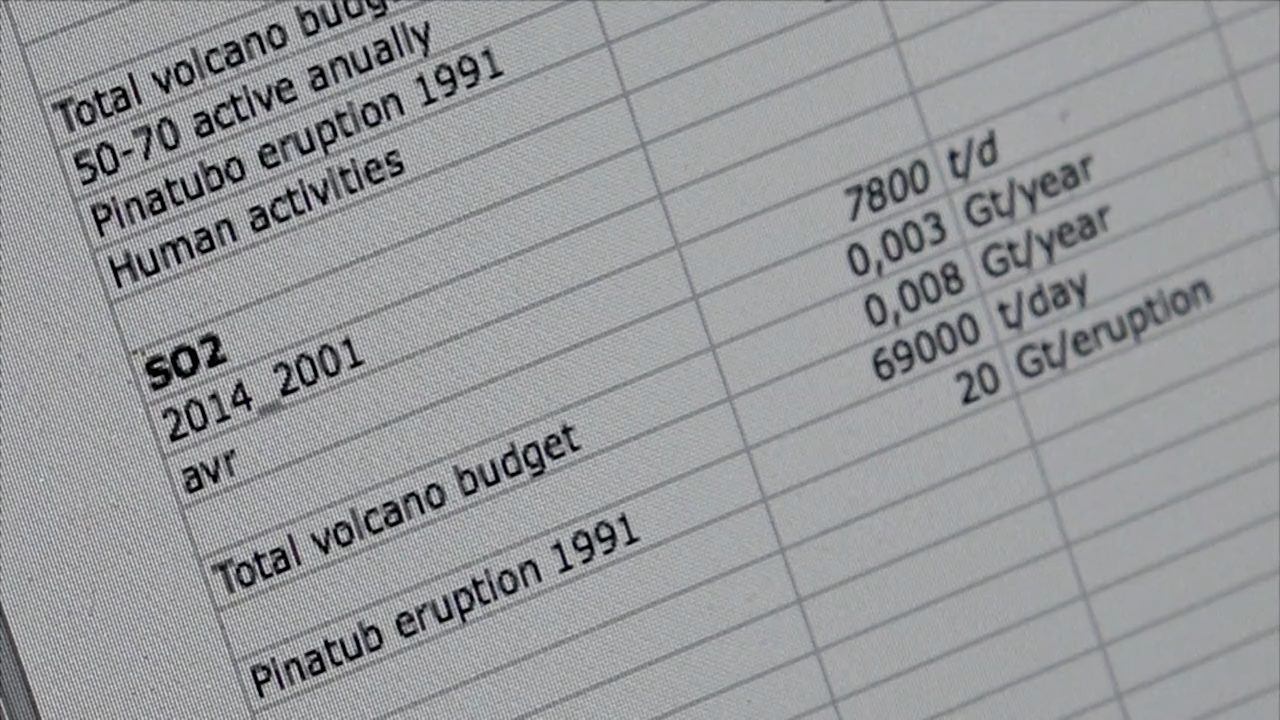 Total volcano budg
50-70 active anually
Pinatubo eruption 1991
Human activities
SO2
2014_2001
avr
Total volcano budget
Pinatub eruption 1991
7800 t/d
0,003 Gt/year
0,008 Gt/year
69000 t/day
20 Gt/eruption